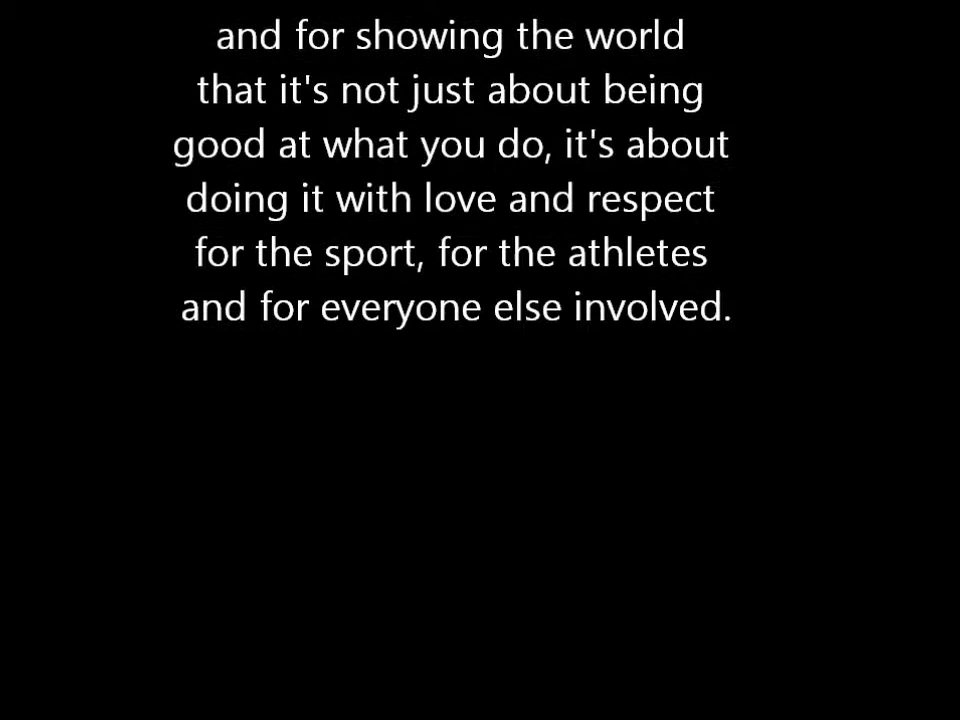 and for showing the world
that it's not just about being
good at what you do, it's about
doing it with love and respect
for the sport, for the athletes
and for everyone else involved.